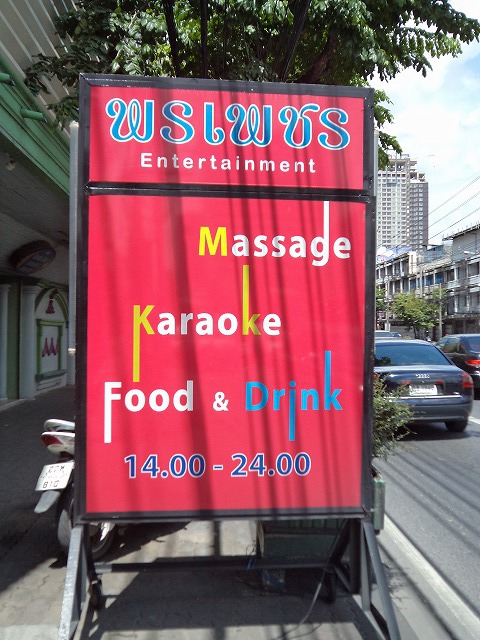 พรเพชร
Entertainment
Massage
Karaoke
Food & Drink
14.00 - 24.00